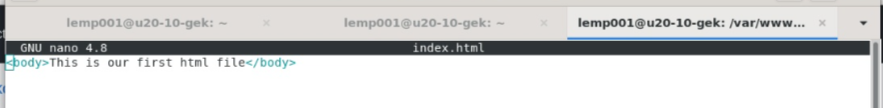 lemp001@u20-10-gek: ~ × lemp001@u20-10-gek: ~ × lemp001@u20-10-gek: /var/www... ×
GNU nano 4.8 index.html
<body>This is our first html file</body>